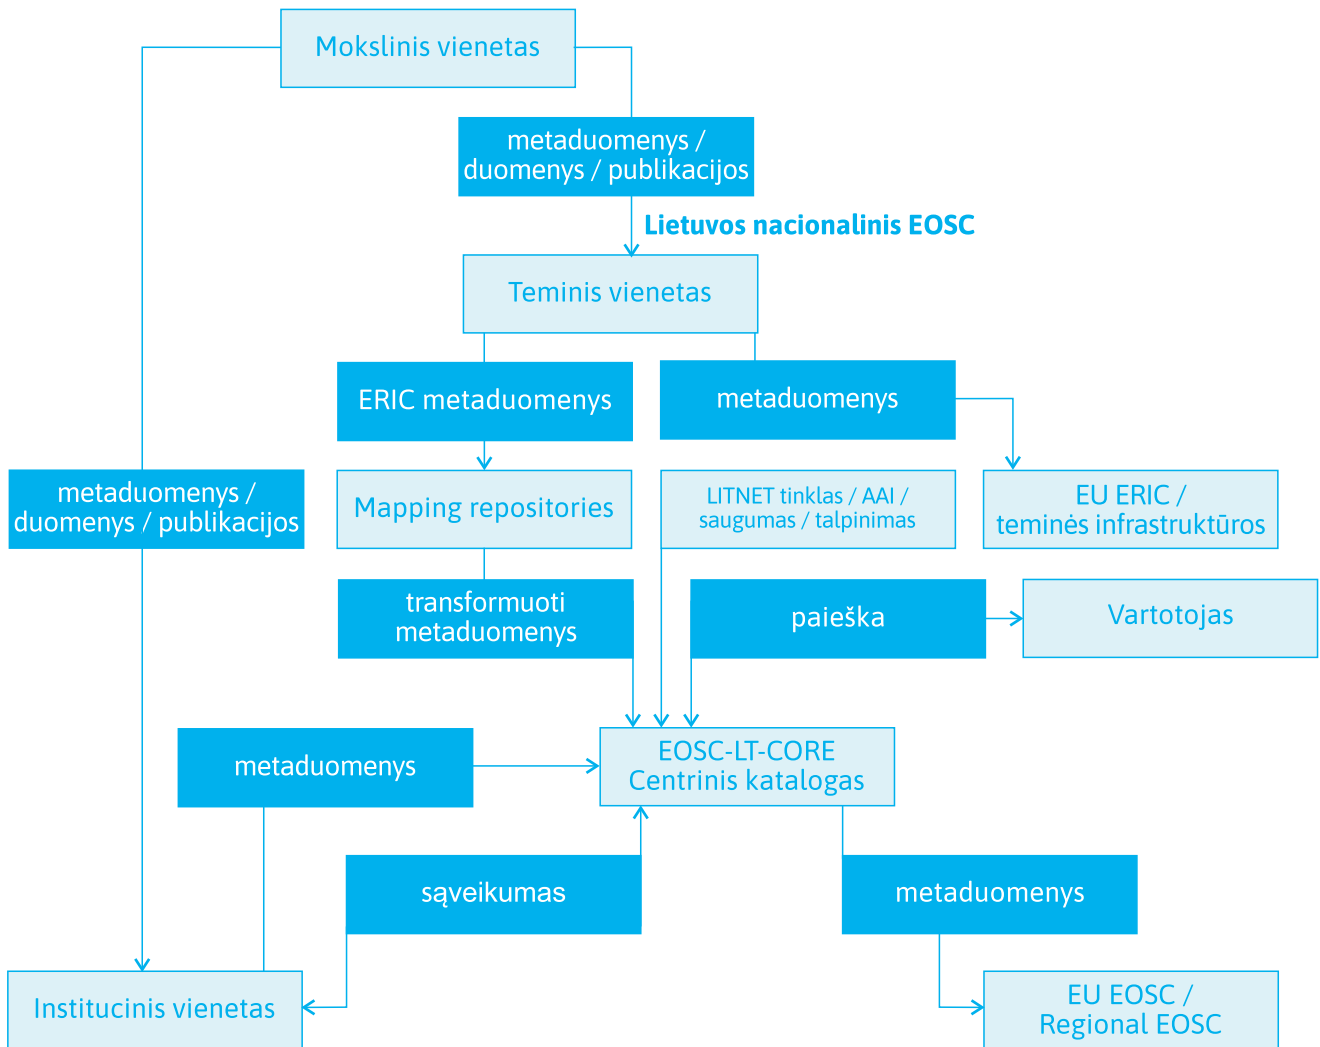 Mokslinis vienetas
metaduomenys /
duomenys / publikacijos
Lietuvos nacionalinis EOSC
Teminis vienetas
ERIC metaduomenys
metaduomenys
metaduomenys /
duomenys / publikacijos
Mapping repositories
LITNET tinklas / AAI /
saugumas / talpinimas
EU ERIC /
teminės infrastruktūros
transformuoti
metaduomenys
paieška
Vartotojas
metaduomenys
EOSC-LT-CORE
Centrinis katalogas
sąveikumas
metaduomenys
Institucinis vienetas
EU EOSC /
Regional EOSC